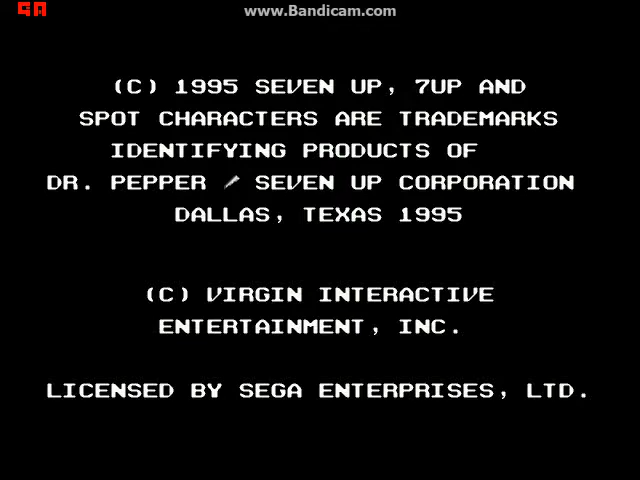 www.Bandicam.com
(C) 1995 SEVEN UP, 7UP AND
SPOT CHARACTERS ARE TRADEMARKS
IDENTIFYING PRODUCTS OF
DR. PEPPER / SEVEN UP CORPORATION
DALLAS, TEXAS 1995
(C) VIRGIN INTERACTIVE
ENTERTAINMENT, INC.
LICENSED BY SEGA ENTERPRISES, LTD.